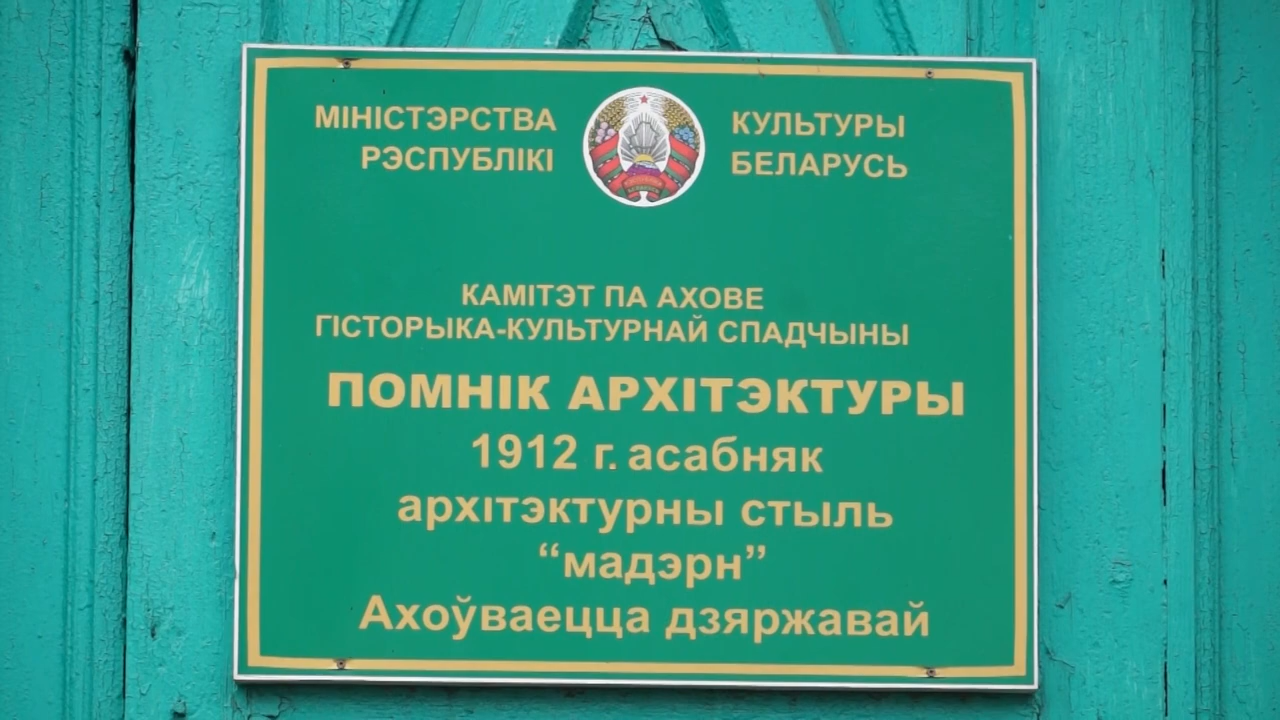 МІНІСТЭРСТВА КУЛЬТУРЫ
РЭСПУБЛІКІ БЕЛАРУСЬ
КАМІТЭТ ПА АХОВЕ
ГІСТОРЫКА-КУЛЬТУРНАЙ СПАДЧЫНЫ
ПОМНІК АРХІТЭКТУРЫ
1912 г. асабняк
архітэктурны стыль
“мадэрн”
Ахоўваецца дзяржавай